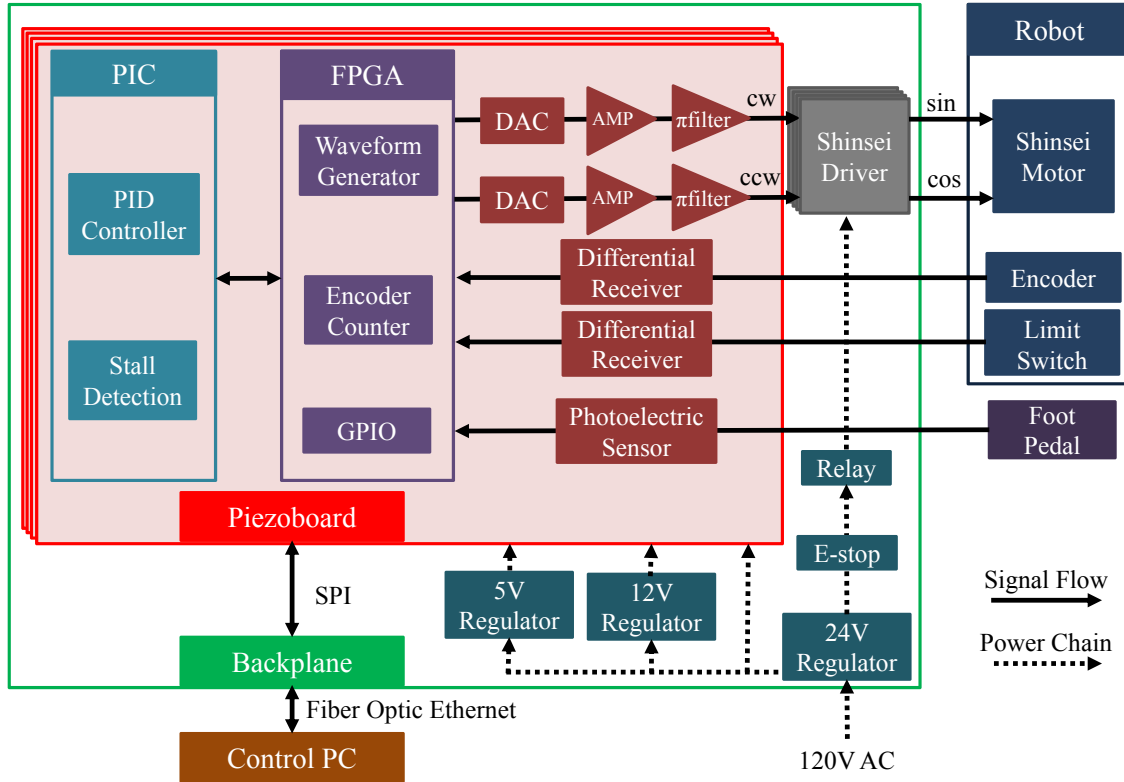 PIC
PID
Controller
Stall
Detection
FPGA
Waveform
Generator
Encoder
Counter
GPIO
DAC
AMP
πfilter
cw
DAC
AMP
πfilter
ccw
Differential
Receiver
Differential
Receiver
Photoelectric
Sensor
Shinsei
Driver
sin
cos
Robot
Shinsei
Motor
Encoder
Limit
Switch
Foot
Pedal
Relay
E-stop
24V
Regulator
120V AC
5V
Regulator
12V
Regulator
Piezoboard
SPI
Backplane
Fiber Optic Ethernet
Control PC
Signal Flow
Power Chain